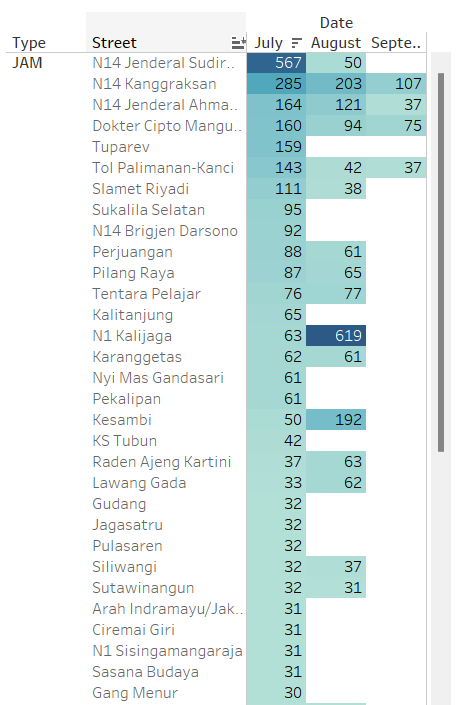 Date
Type Street July August Septe..
JAM N14 Jenderal Sudir.. 567 50
N14 Kanggraksan 285 203 107
N14 Jenderal Ahma.. 164 121 37
Dokter Cipto Mangu.. 160 94 75
Tuparev 159
Tol Palimanan-Kanci 143 42 37
Slamet Riyadi 111 38
Sukalila Selatan 95
N14 Brigjen Darsono 92
Perjuangan 88 61
Pilang Raya 87 65
Tentara Pelajar 76 77
Kalitanjung 65
N1 Kalijaga 63 619
Karanggetas 62 61
Nyi Mas Gandasari 61
Pekalipan 61
Kesambi 50 192
KS Tubun 42
Raden Ajeng Kartini 37 63
Lawang Gada 33 62
Gudang 32
Jagasatru 32
Pulasaren 32
Siliwangi 32 37
Sutawinangun 32 31
Arah Indramayu/Jak.. 31
Ciremai Giri 31
N1 Sisingamangaraja 31
Sasana Budaya 31
Gang Menur 30